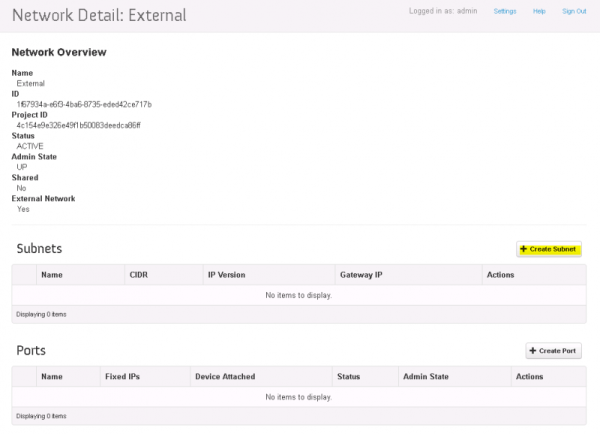 Network Detail: External
Logged in as: admin Settings Help Sign Out
Network Overview
Name
External
ID
1f67934a-e6f3-4ba6-8735-eded42ce717b
Project ID
4c154e9e326e49f1b50083deedca86ff
Status
ACTIVE
Admin State
UP
Shared
No
External Network
Yes
Subnets
+ Create Subnet
Name CIDR IP Version Gateway IP Actions
No items to display.
Displaying 0 items
Ports
+ Create Port
Name Fixed IPs Device Attached Status Admin State Actions
No items to display.
Displaying 0 items